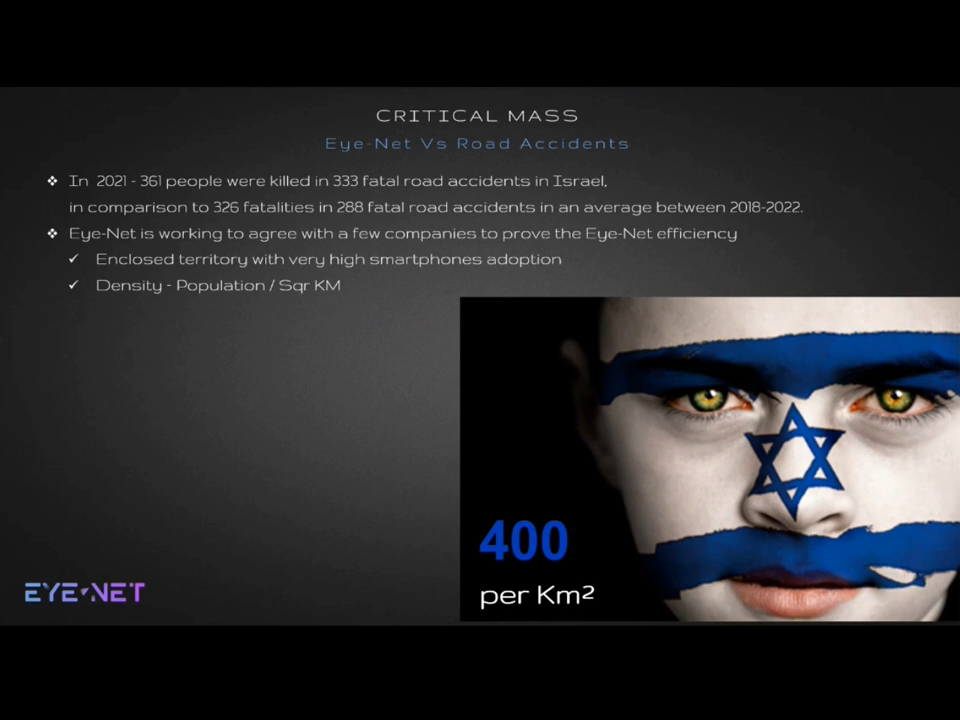 CRITICAL MASS
Eye-Net Vs Road Accidents
❖ In 2021 - 361 people were killed in 333 fatal road accidents in Israel,
in comparison to 326 fatalities in 288 fatal road accidents in an average between 2018-2022.
❖ Eye-Net is working to agree with a few companies to prove the Eye-Net efficiency
✓ Enclosed territory with very high smartphones adoption
✓ Density - Population / Sqr KM
400
per Km²
EYE-NET